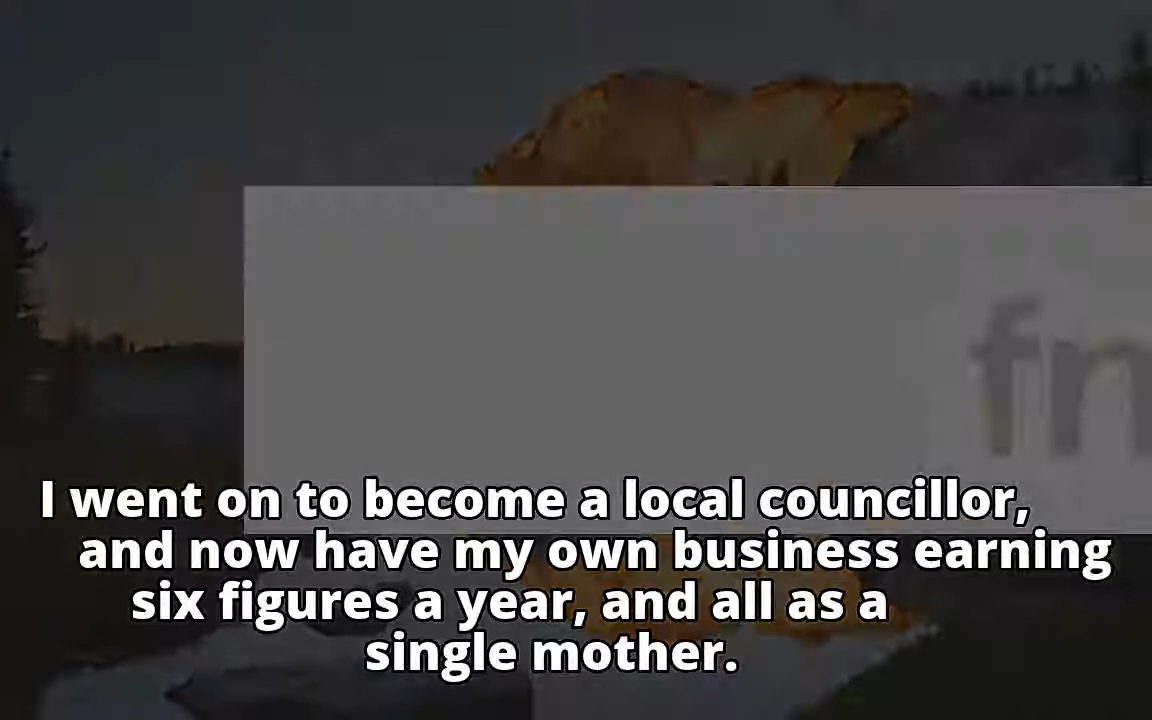 fm
I went on to become a local councillor,
and now have my own business earning
six figures a year, and all as a
single mother.